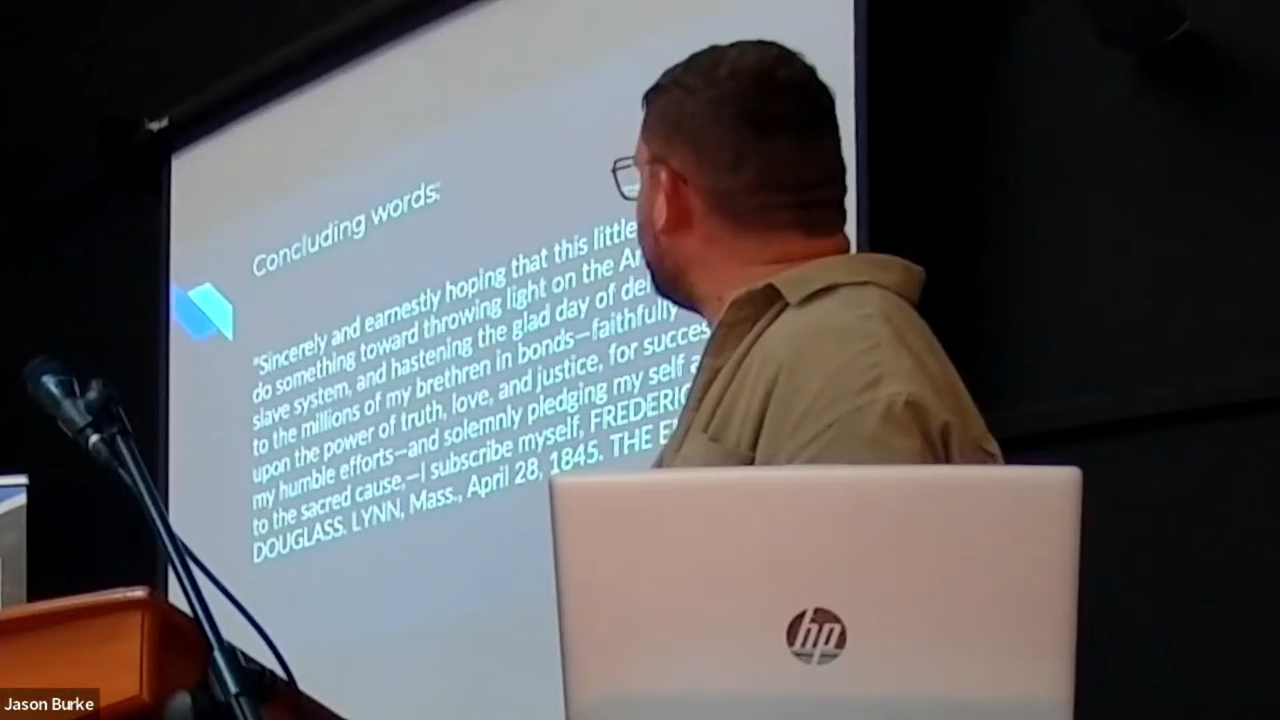 Concluding words:
"Sincerely and earnestly hoping that this little
do something toward throwing light on the
slave system, and hastening the glad day of
to the millions of my brethren in bonds—faithfully
upon the power of truth, love, and justice, for
my humble efforts—and solemnly pledging my self
to the sacred cause,—I subscribe myself,
DOUGLASS. LYNN, Mass., April 28, 1845. THE
hp
Jason Burke